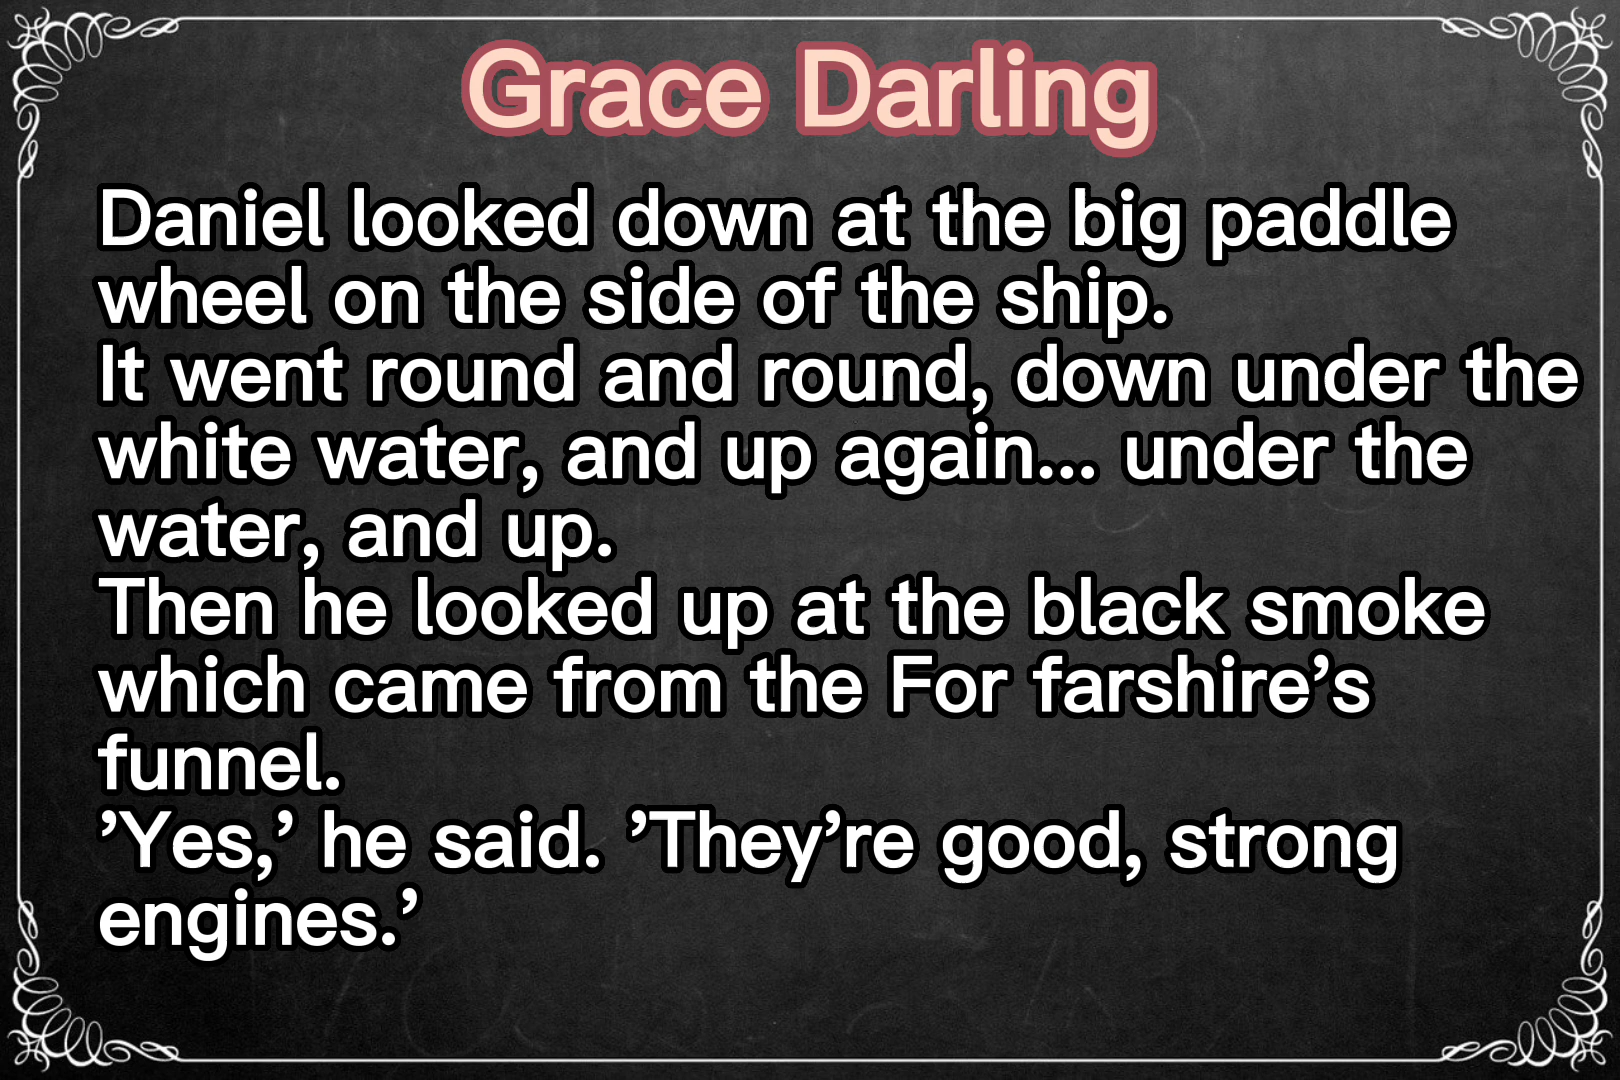 Grace Darling
Daniel looked down at the big paddle
wheel on the side of the ship.
It went round and round, down under the
white water, and up again... under the
water, and up.
Then he looked up at the black smoke
which came from the For farshire’s
funnel.
’Yes,’ he said. ’They’re good, strong
engines.’